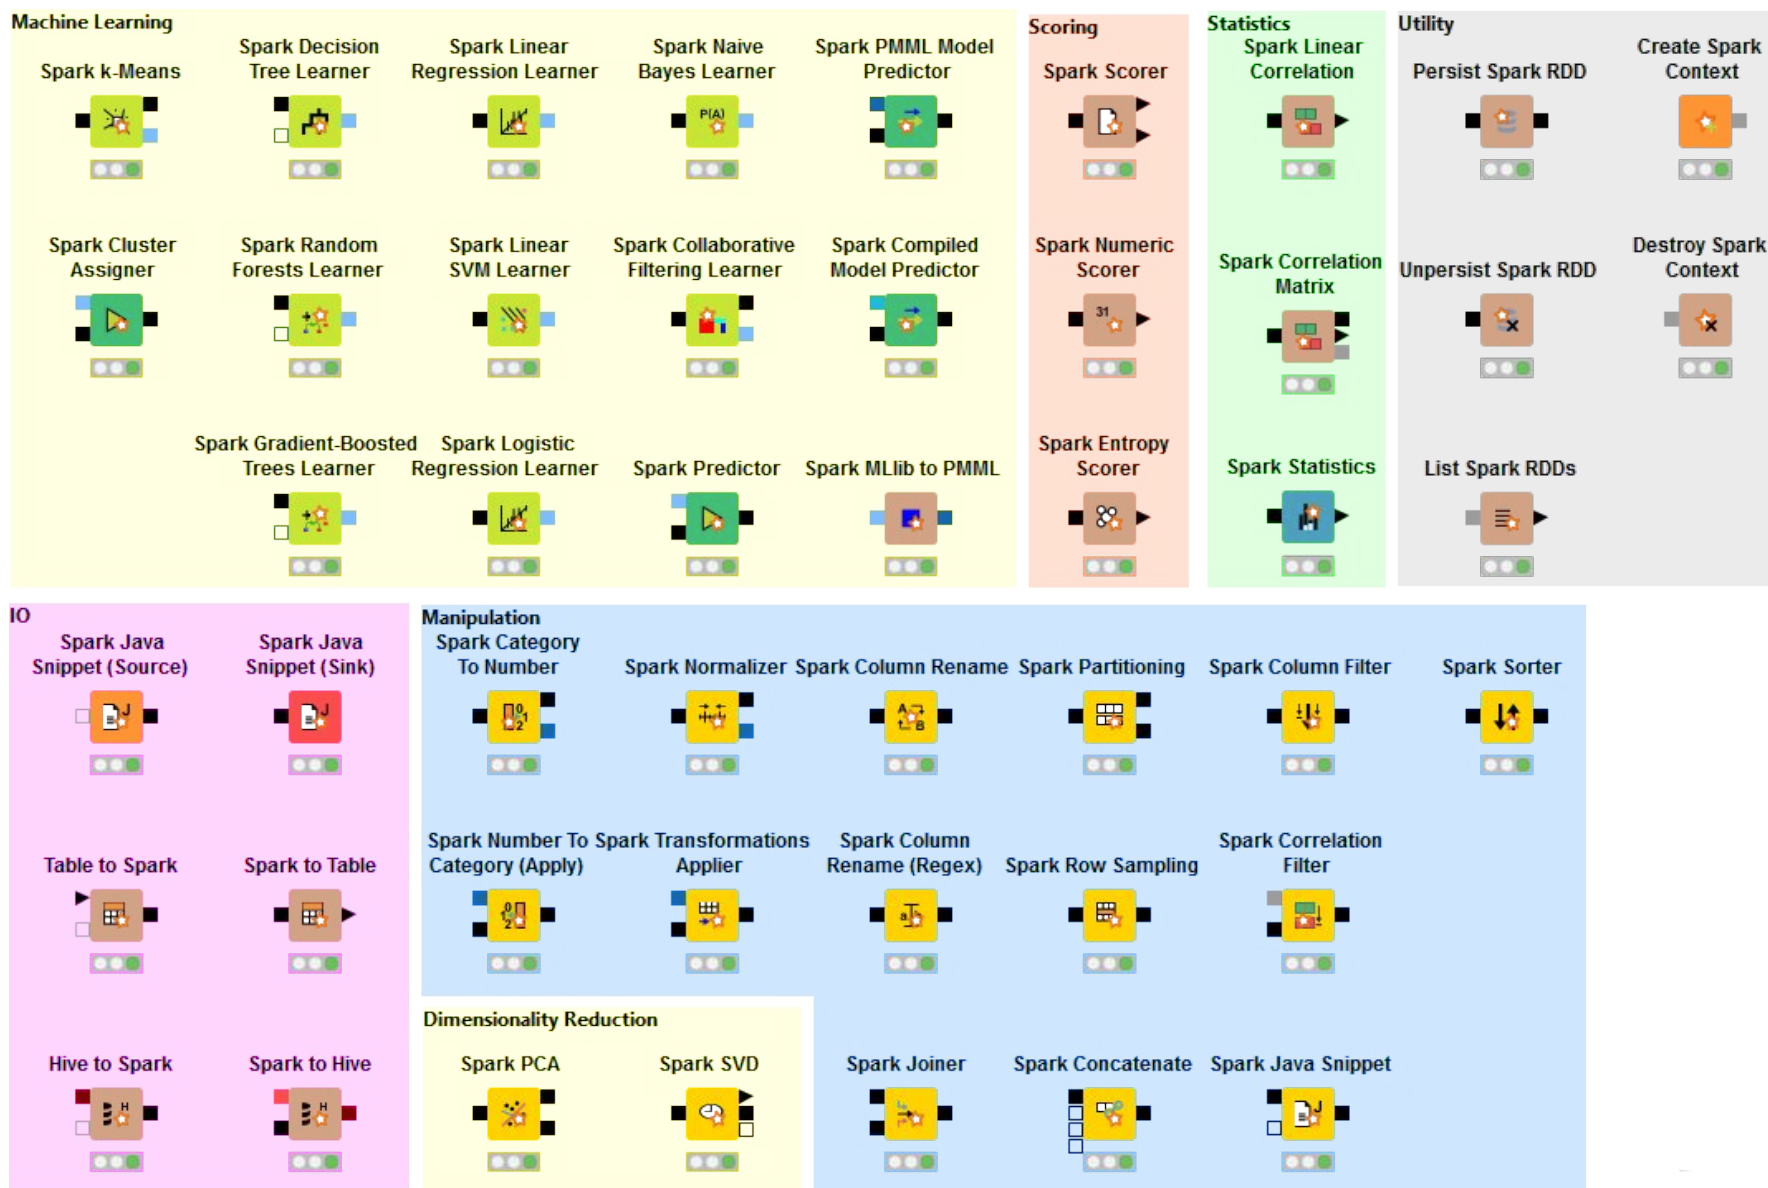 Machine Learning
Spark k-Means
Spark Decision
Tree Learner
Spark Linear
Regression Learner
Spark Naive
Bayes Learner
P(A)
Spark PMML Model
Predictor
Spark Cluster
Assigner
Spark Random
Forests Learner
Spark Linear
SVM Learner
Spark Collaborative
Filtering Learner
Spark Compiled
Model Predictor
Spark Gradient-Boosted
Trees Learner
Spark Logistic
Regression Learner
Spark Predictor
Spark MLlib to PMML
Scoring
Spark Scorer
Spark Numeric
Scorer
31
Spark Entropy
Scorer
Statistics
Spark Linear
Correlation
Spark Correlation
Matrix
Spark Statistics
Utility
Persist Spark RDD
Create Spark
Context
Unpersist Spark RDD
Destroy Spark
Context
List Spark RDDs
IO
Spark Java
Snippet (Source)
J
Spark Java
Snippet (Sink)
J
Table to Spark
Spark to Table
Hive to Spark
H
Spark to Hive
H
Manipulation
Spark Category
To Number
0
1
2
Spark Normalizer
Spark Column Rename
A
B
Spark Partitioning
Spark Column Filter
Spark Sorter
Spark Number To
Category (Apply)
0
1
2
Spark Transformations
Applier
Spark Column
Rename (Regex)
Spark Row Sampling
Spark Correlation
Filter
Spark Joiner
Spark Concatenate
Spark Java Snippet
J
Dimensionality Reduction
Spark PCA
Spark SVD